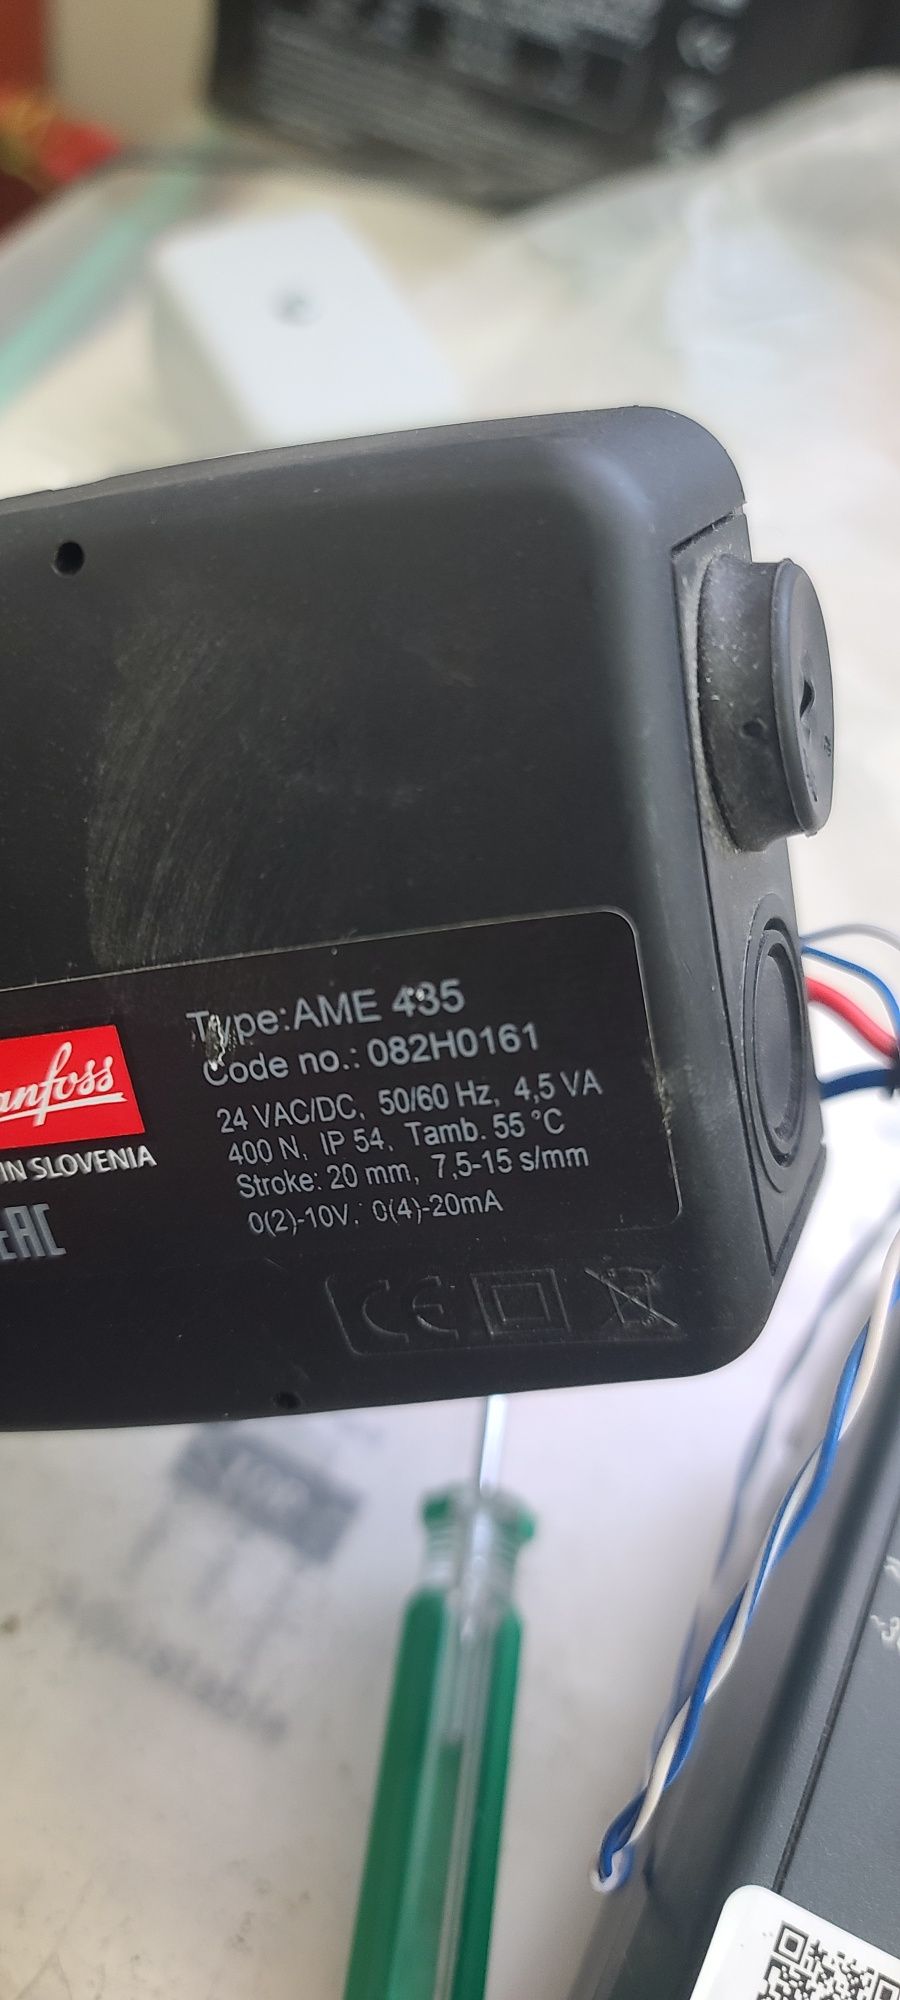 Type:AME 435
Code no.: 082H0161
24 VAC/DC, 50/60 Hz, 4,5 VA
400 N, IP 54, Tamb. 55 °C
Stroke: 20 mm, 7,5-15 s/mm
0(2)-10V, 0(4)-20mA
anfoss
IN SLOVENIA
EAC
CE